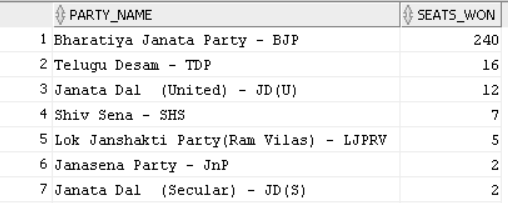 PARTY_NAME SEATS_WON
1 Bharatiya Janata Party - BJP 240
2 Telugu Desam - TDP 16
3 Janata Dal  (United) - JD(U) 12
4 Shiv Sena - SHS 7
5 Lok Janshakti Party(Ram Vilas) - LJPRV 5
6 Janasena Party - JnP 2
7 Janata Dal  (Secular) - JD(S) 2